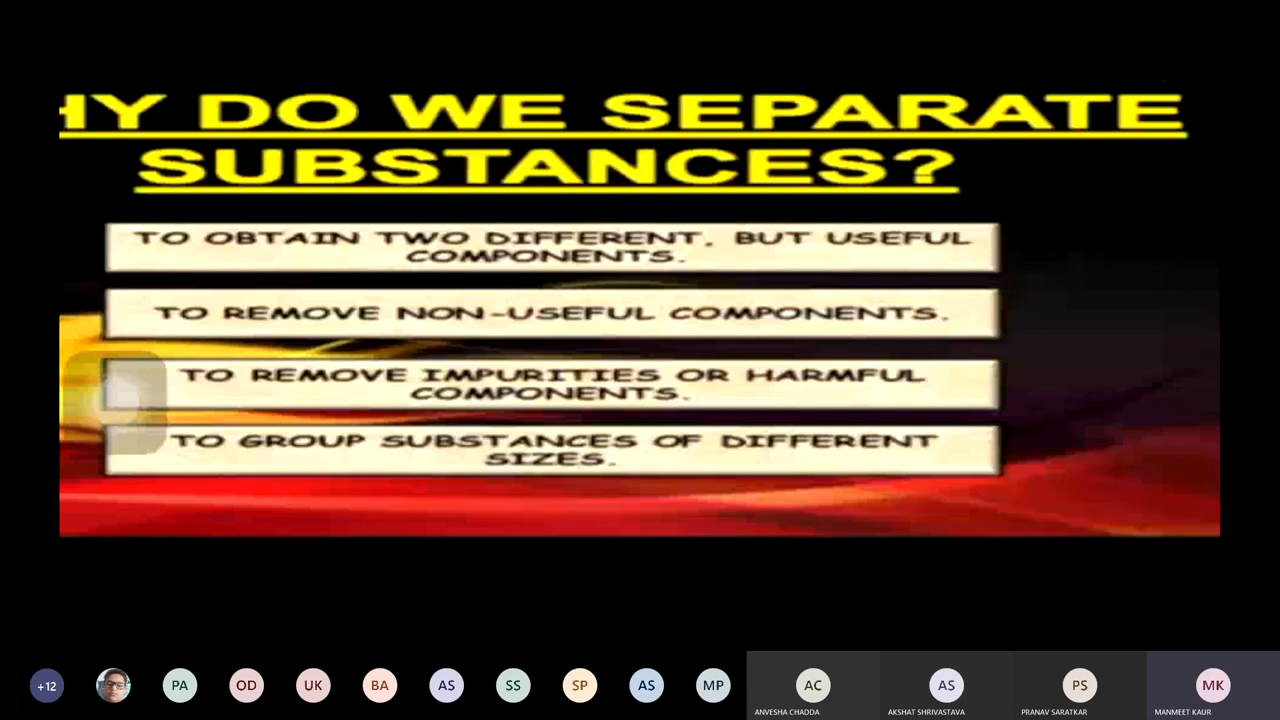 HY DO WE SEPARATE
SUBSTANCES?
TO OBTAIN TWO DIFFERENT, BUT USEFUL
COMPONENTS.
TO REMOVE NON-USEFUL COMPONENTS.
TO REMOVE IMPURITIES OR HARMFUL
COMPONENTS.
TO GROUP SUBSTANCES OF DIFFERENT
SIZES.
+12 PA OD UK BA AS SS SP AS MP AC AS PS MK
ANVESHA CHADDA AKSHAT SHRIVASTAVA PRANAV SARATKAR MANMEET KAUR